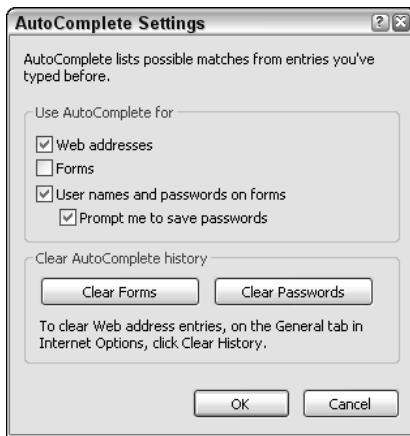 AutoComplete Settings
AutoComplete lists possible matches from entries you've
typed before.
Use AutoComplete for
Web addresses
Forms
User names and passwords on forms
Prompt me to save passwords
Clear AutoComplete history
Clear Forms Clear Passwords
To clear Web address entries, on the General tab in
Internet Options, click Clear History.
OK Cancel